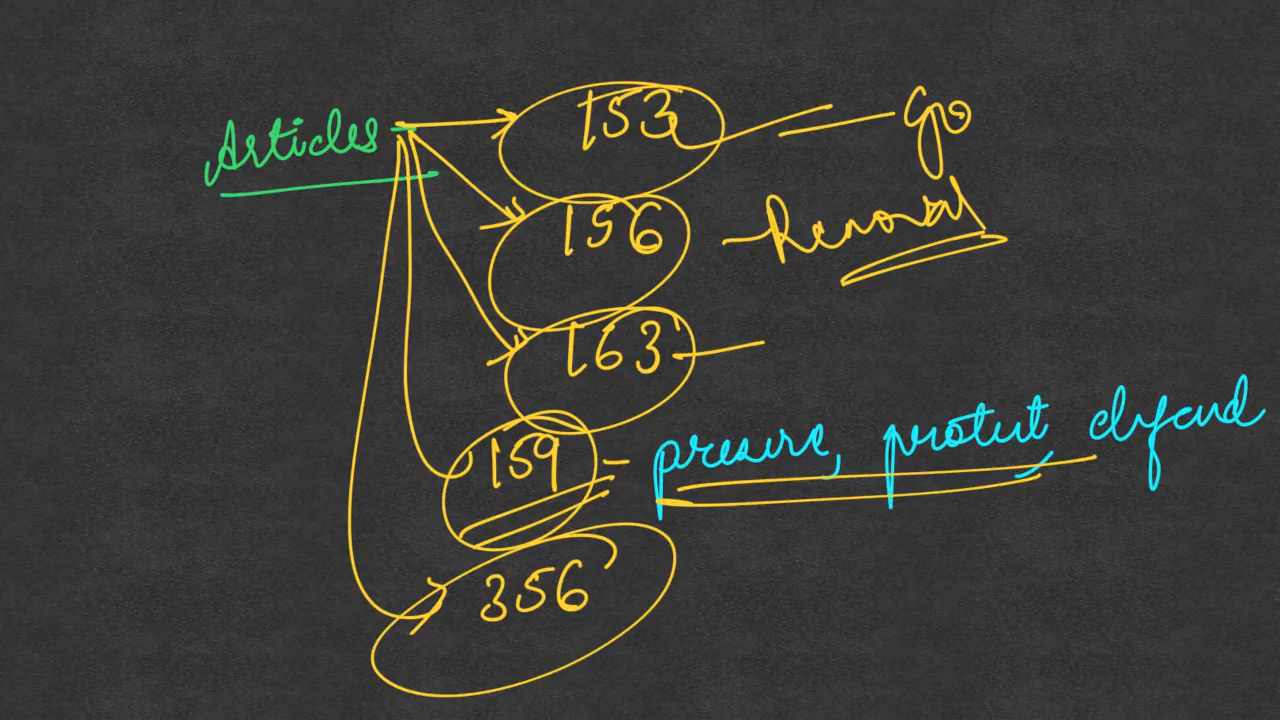 Articles 153 - Go
156 - Removal
163 -
159 - preserve, protect defend
356